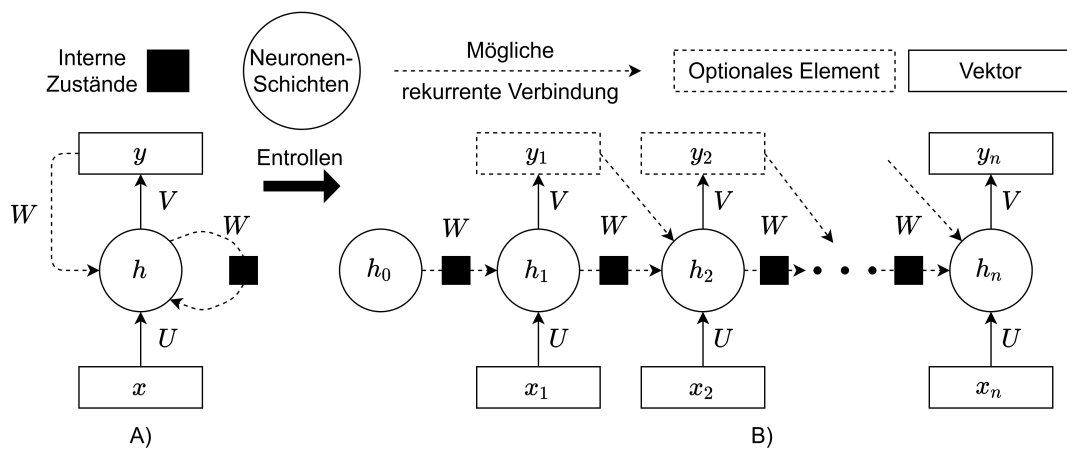 Interne
Zustände
Neuronen-
Schichten
Mögliche
rekurrente Verbindung
Optionales Element
Vektor
y
W
V
W
h
U
x
A)
Entrollen
y₁
y₂
yₙ
V
V
V
W
W
W
W
h₀
h₁
h₂
• • •
hₙ
U
U
U
x₁
x₂
xₙ
B)